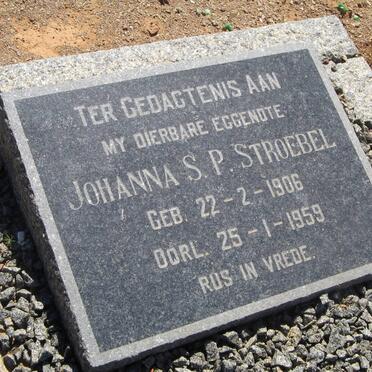 TER GEDAGTENIS AAN
MY DIERBARE EGGENOTE
JOHANNA S. P. STROEBEL
GEB. 22-2-1906
OORL. 25-1-1959
RUS IN VREDE.